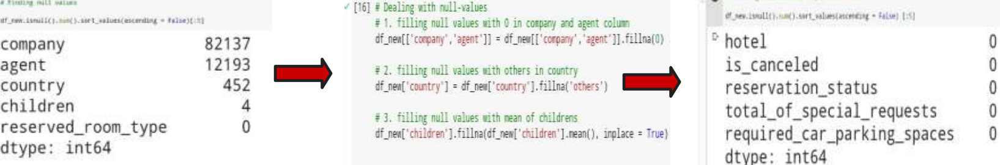 # finding null values
df_new.isnull().sum().sort_values(ascending = False)[:5]
company 82137
agent 12193
country 452
children 4
reserved_room_type 0
dtype: int64
[16] # Dealing with null-values
# 1. filling null values with 0 in company and agent column
df_new[['company','agent']] = df_new[['company','agent']].fillna(0)
# 2. filling null values with others in country
df_new['country'] = df_new['country'].fillna('others')
# 3. filling null values with mean of childrens
df_new['children'].fillna(df_new['children'].mean(), inplace = True)
df_new.isnull().sum().sort_values(ascending = False) [:5]
hotel 0
is_canceled 0
reservation_status 0
total_of_special_requests 0
required_car_parking_spaces 0
dtype: int64